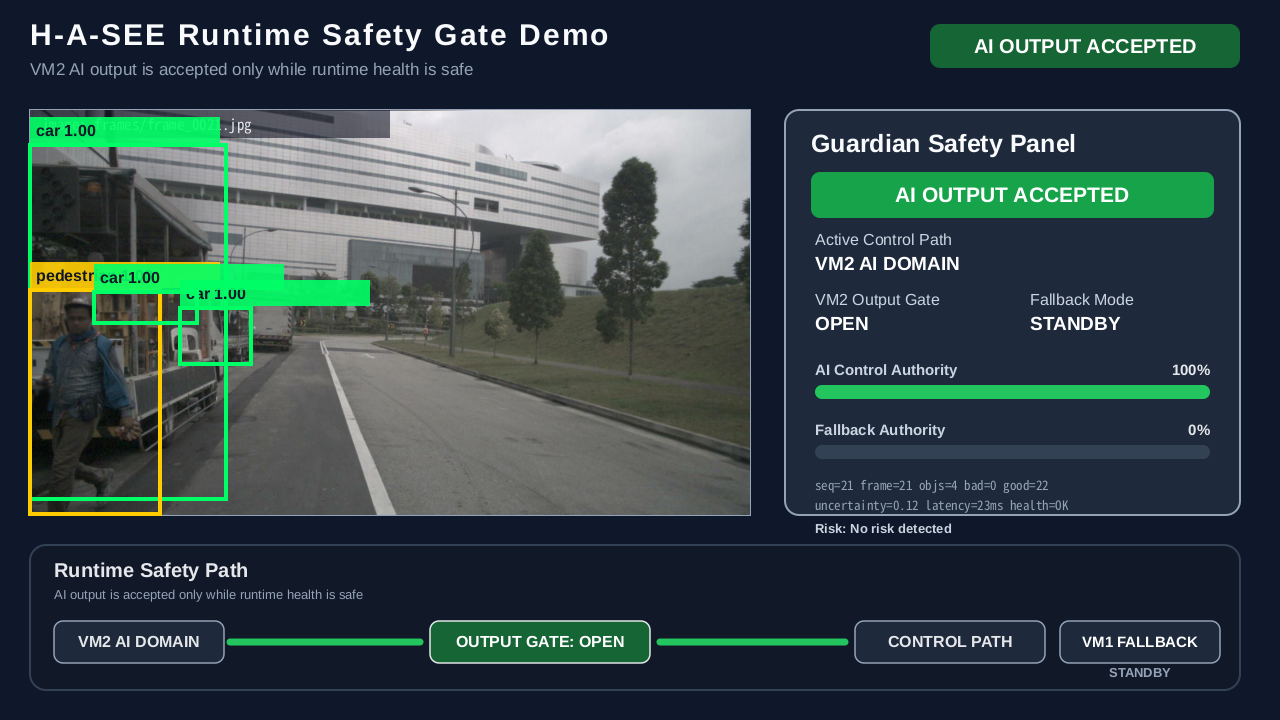 H-A-SEE Runtime Safety Gate Demo
VM2 AI output is accepted only while runtime health is safe
AI OUTPUT ACCEPTED
frames/frame_0021.jpg
car 1.00
pedestr
car 1.00
car 1.00
Guardian Safety Panel
AI OUTPUT ACCEPTED
Active Control Path
VM2 AI DOMAIN
VM2 Output Gate
OPEN
Fallback Mode
STANDBY
AI Control Authority 100%
Fallback Authority 0%
seq=21 frame=21 objs=4 bad=0 good=22
uncertainty=0.12 latency=23ms health=OK
Risk: No risk detected
Runtime Safety Path
AI output is accepted only while runtime health is safe
VM2 AI DOMAIN
OUTPUT GATE: OPEN
CONTROL PATH
VM1 FALLBACK
STANDBY